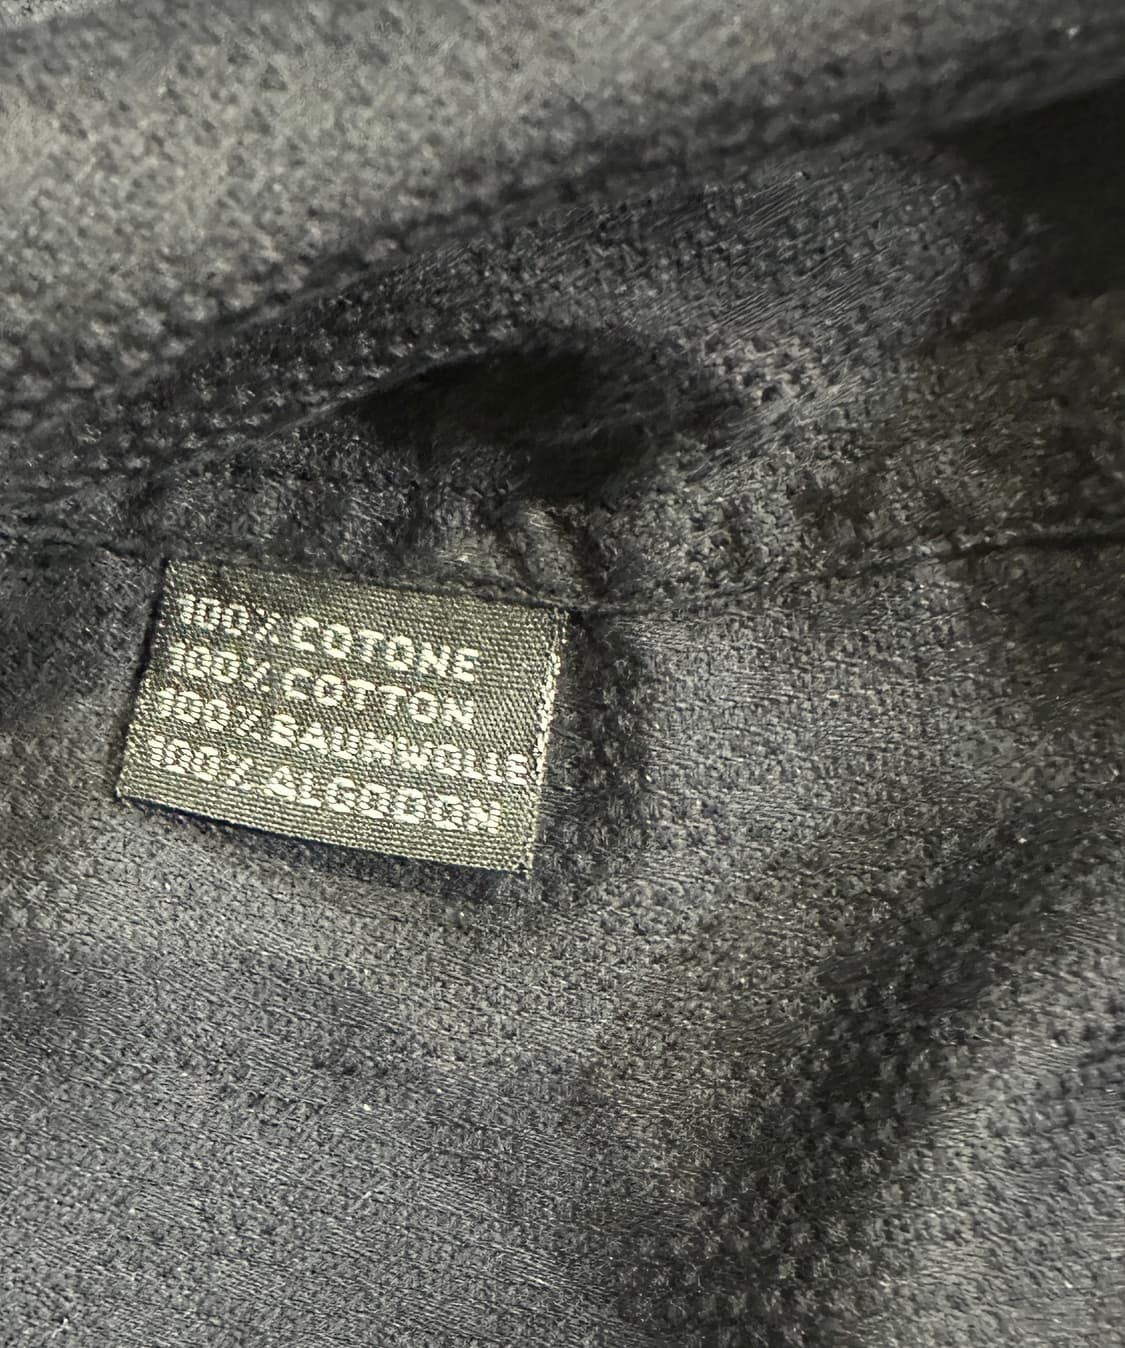 100% COTONE
100% COTTON
100% BAUMWOLLE
100% ALGODON